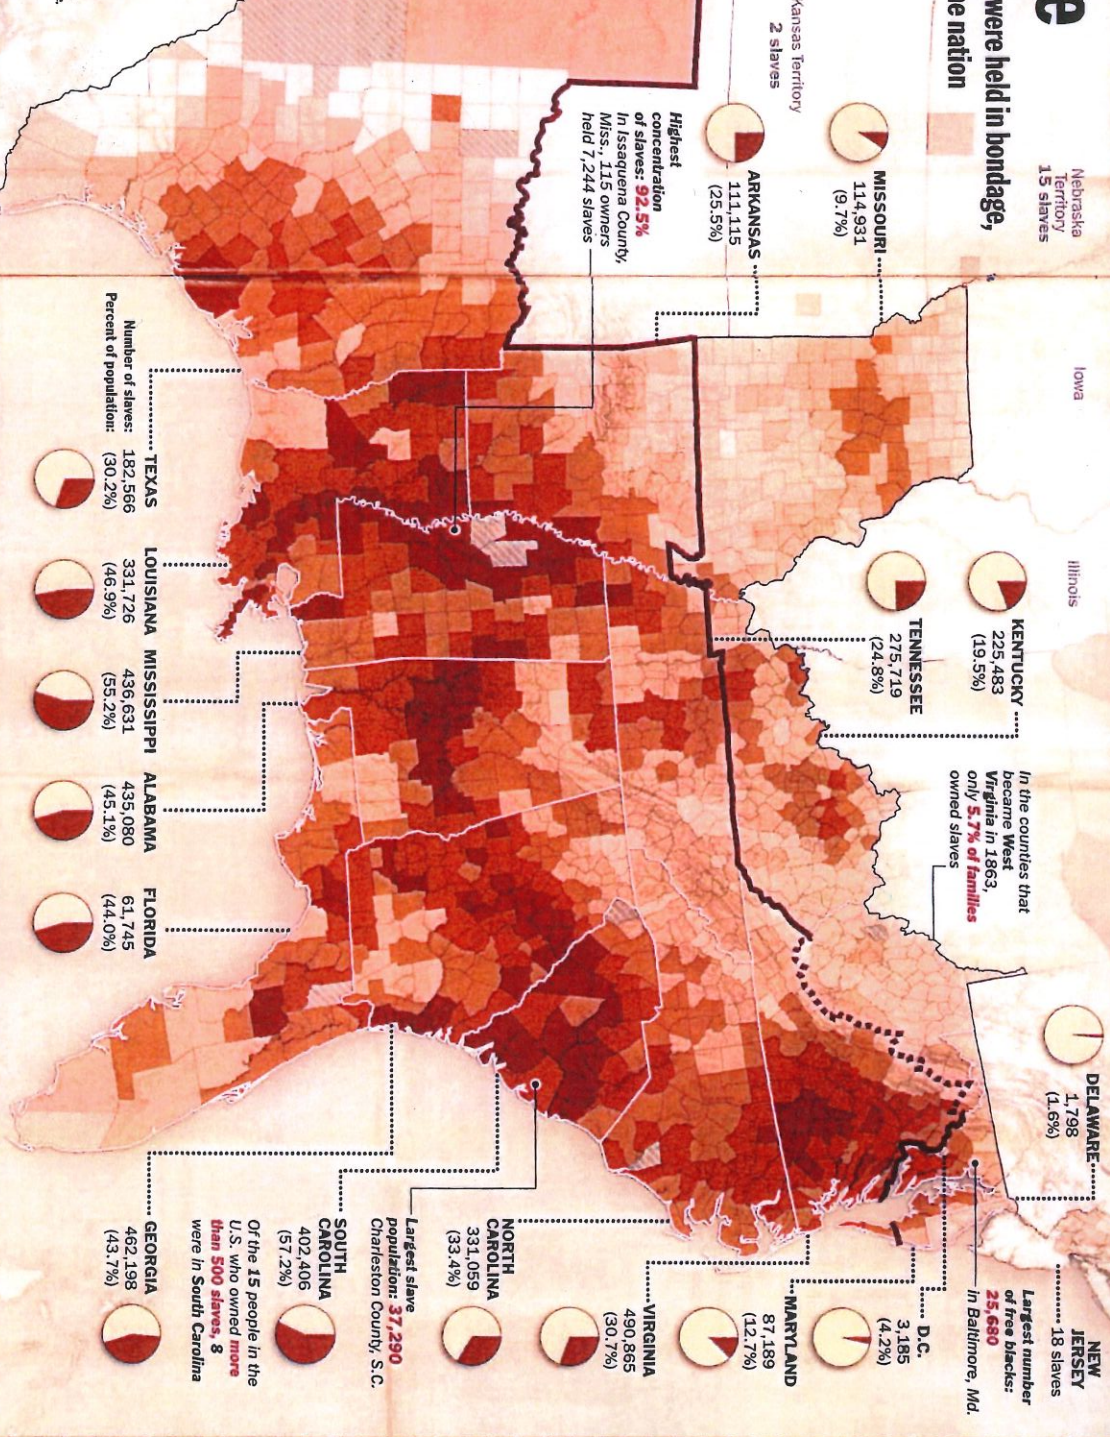 e
were held in bondage,
e nation
Nebraska
Territory
15 slaves
Iowa
Illinois
Kansas Territory
2 slaves
MISSOURI
114,931
(9.7%)
ARKANSAS
111,115
(25.5%)
Highest
concentration
of slaves: 92.5%
In Issaquena County,
Miss., 115 owners
held 7,244 slaves
KENTUCKY
225,483
(19.5%)
TENNESSEE
275,719
(24.8%)
In the counties that
became West
Virginia in 1863,
only 5.7% of families
owned slaves
DELAWARE
1,798
(1.6%)
NEW
JERSEY
18 slaves
Largest number
of free blacks:
25,680
in Baltimore, Md.
D.C.
3,185
(4.2%)
MARYLAND
87,189
(12.7%)
VIRGINIA
490,865
(30.7%)
NORTH
CAROLINA
331,059
(33.4%)
Largest slave
population: 37,290
Charleston County, S.C.
SOUTH
CAROLINA
402,406
(57.2%)
Of the 15 people in the
U.S. who owned more
than 500 slaves, 8
were in South Carolina
GEORGIA
462,198
(43.7%)
TEXAS
Number of slaves: 182,566
Percent of population: (30.2%)
LOUISIANA
331,726
(46.9%)
MISSISSIPPI
436,631
(55.2%)
ALABAMA
435,080
(45.1%)
FLORIDA
61,745
(44.0%)